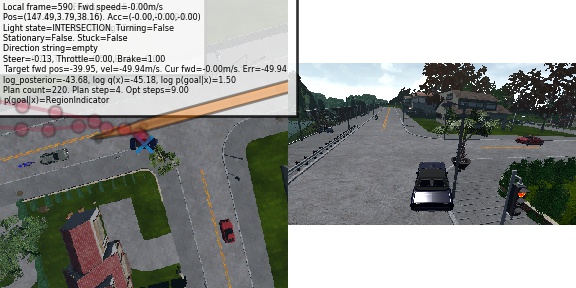 Local frame=590. Fwd speed=-0.00m/s
Pos=(147.49,3.79,38.16). Acc=(-0.00,-0.00,-0.00)
Light state=INTERSECTION. Turning=False
Stationary=False. Stuck=False
Direction string=empty
Steer=-0.13, Throttle=0.00, Brake=1.00
Target fwd pos=-39.95, vel=-49.94m/s. Cur fwd=-0.00m/s. Err=-49.94
log_posterior=-43.68, log q(x)=-45.18, log p(goal|x)=1.50
Plan count=220. Plan step=4. Opt steps=9.00
p(goal|x)=RegionIndicator